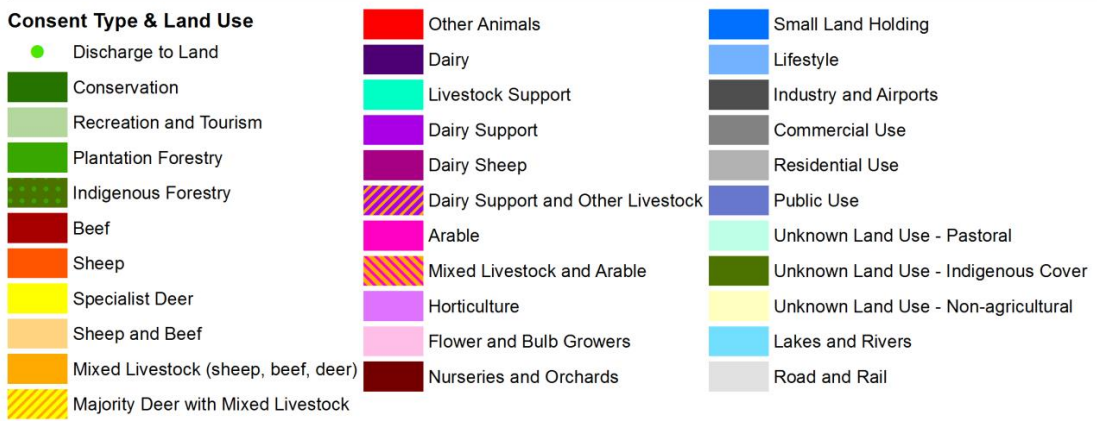 Consent Type & Land Use
Discharge to Land
Conservation
Recreation and Tourism
Plantation Forestry
Indigenous Forestry
Beef
Sheep
Specialist Deer
Sheep and Beef
Mixed Livestock (sheep, beef, deer)
Majority Deer with Mixed Livestock
Other Animals
Dairy
Livestock Support
Dairy Support
Dairy Sheep
Dairy Support and Other Livestock
Arable
Mixed Livestock and Arable
Horticulture
Flower and Bulb Growers
Nurseries and Orchards
Small Land Holding
Lifestyle
Industry and Airports
Commercial Use
Residential Use
Public Use
Unknown Land Use - Pastoral
Unknown Land Use - Indigenous Cover
Unknown Land Use - Non-agricultural
Lakes and Rivers
Road and Rail